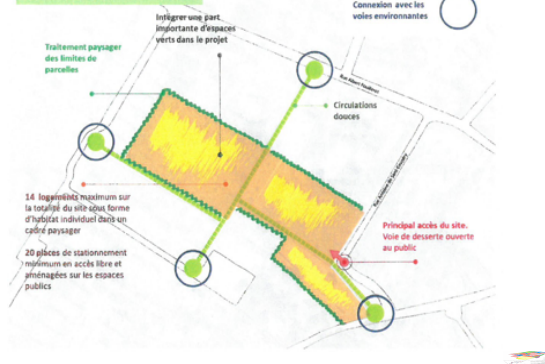 Connexion avec les
voies environnantes
Intégrer une part
importante d'espaces
verts dans le projet
Traitement paysager
des limites de
parcelles
Circulations
douces
14 logements maximum sur
la totalité du site sous forme
d'habitat individuel dans un
cadre paysager
20 places de stationnement
minimum en accès libre et
aménagées sur les espaces
publics
Principal accès du site.
Voie de desserte ouverte
au public